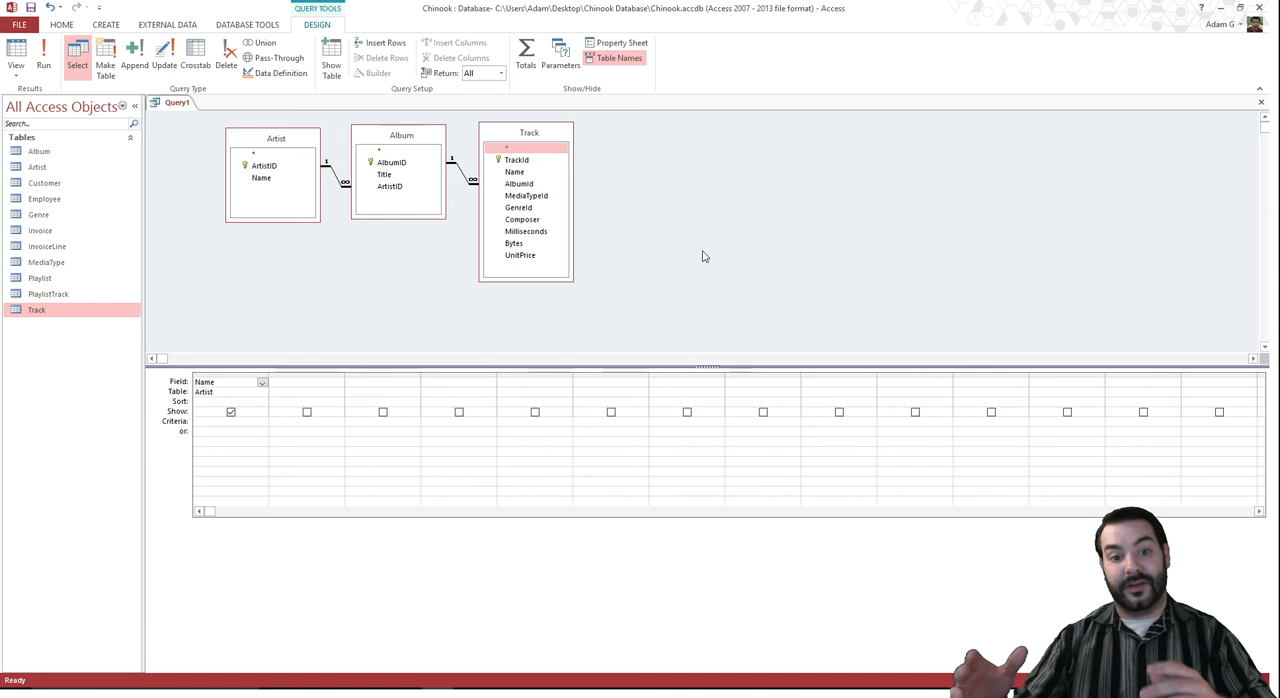 QUERY TOOLS
Chinook : Database- C:\Users\Adam\Desktop\Chinook Database\Chinook.accdb (Access 2007 - 2013 file format) - Access
?
FILE HOME CREATE EXTERNAL DATA DATABASE TOOLS DESIGN
Adam G
View
Run
Select
Make Table
Append
Update
Crosstab
Delete
Union
Pass-Through
Data Definition
Show Table
Insert Rows
Delete Rows
Builder
Insert Columns
Delete Columns
Return: All
Totals
Parameters
Property Sheet
Table Names
Results
Query Type
Query Setup
Show/Hide
All Access Objects
Search...
Tables
Album
Artist
Customer
Employee
Genre
Invoice
InvoiceLine
MediaType
Playlist
PlaylistTrack
Track
Query1
Artist
*
ArtistID
Name
1
∞
Album
*
AlbumID
Title
ArtistID
1
∞
Track
*
TrackId
Name
AlbumId
MediaTypeId
GenreId
Composer
Milliseconds
Bytes
UnitPrice
Field: Name
Table: Artist
Sort:
Show:
Criteria:
or:
Ready